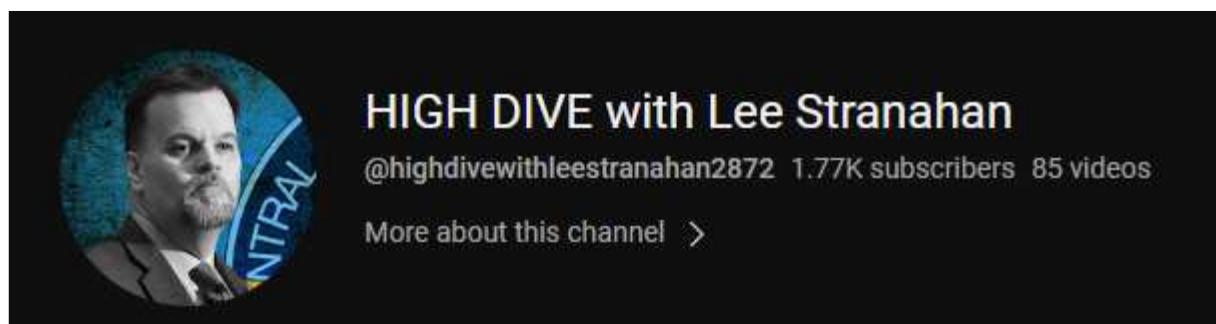 HIGH DIVE with Lee Stranahan
@highdivewithleestranahan2872 1.77K subscribers 85 videos
More about this channel >
NTRAL